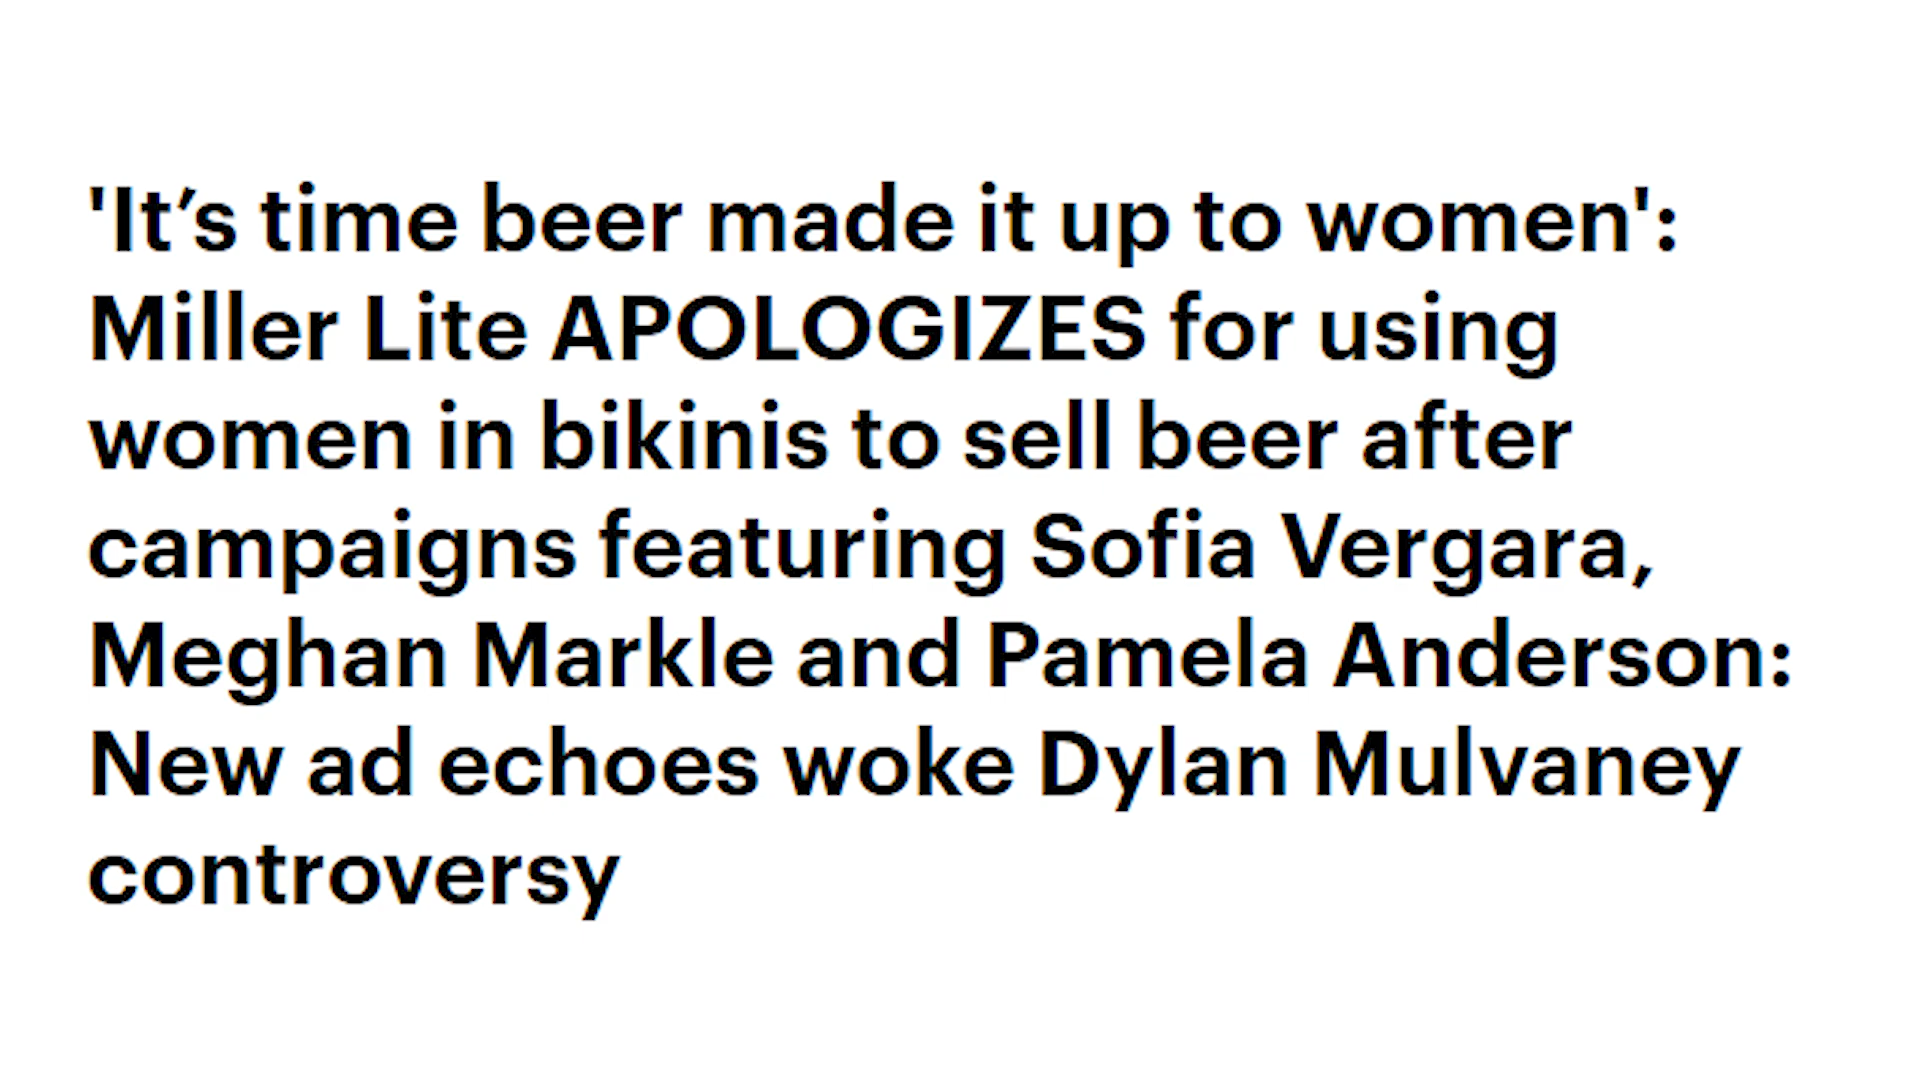 'It’s time beer made it up to women':
Miller Lite APOLOGIZES for using
women in bikinis to sell beer after
campaigns featuring Sofia Vergara,
Meghan Markle and Pamela Anderson:
New ad echoes woke Dylan Mulvaney
controversy